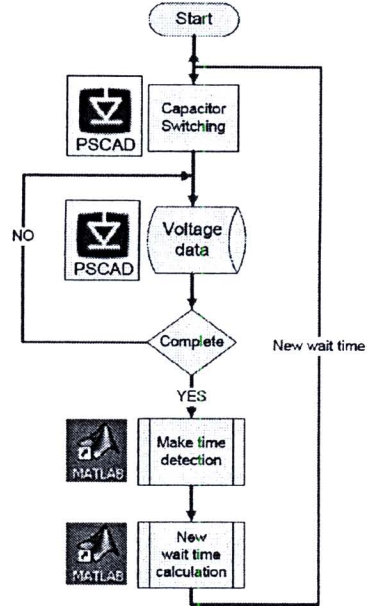 Start
Capacitor
Switching
PSCAD
NO
Voltage
data
PSCAD
Complete
New wait time
YES
Make time
detection
MATLAB
New
wait time
calculation
MATLAB